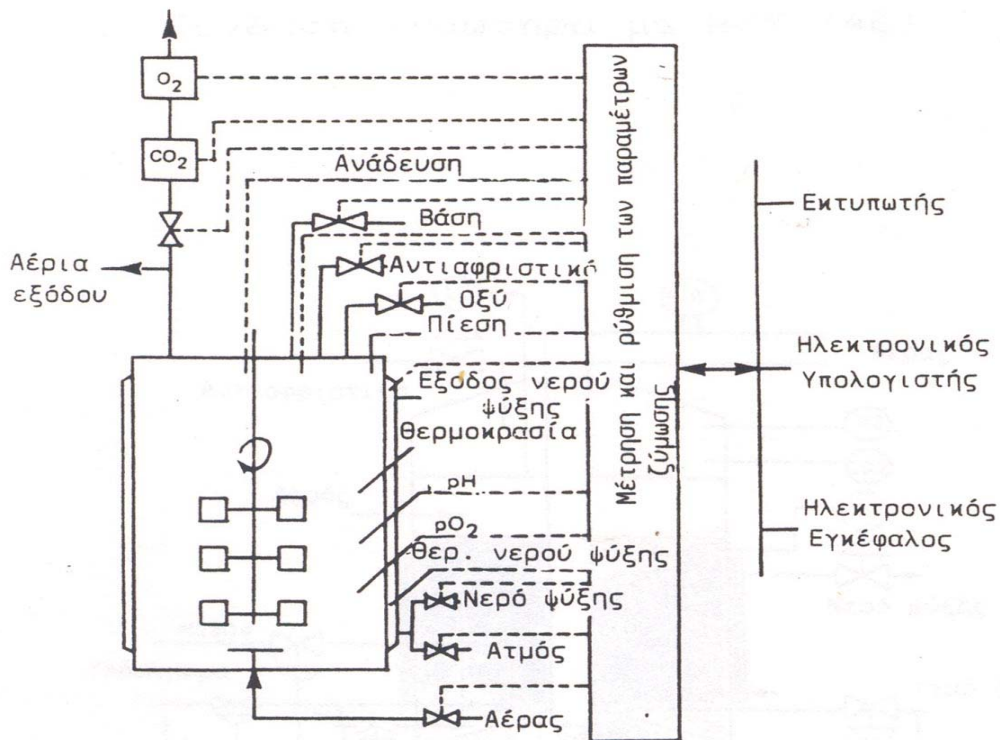 O2
CO2
Ανάδευση
Βάση
Αέρια
εξόδου
Αντιαφριστικό
Οξύ
Πίεση
Εξοδος νερού
ψύξης
θερμοκρασία
pH
pO2
θερ. νερού ψύξης
Νερό ψύξης
Ατμός
Αέρας
Μέτρηση και ρύθμιση των παραμέτρων
ζύμωσης
Εκτυπωτής
Ηλεκτρονικός
Υπολογιστής
Ηλεκτρονικός
Εγκέφαλος